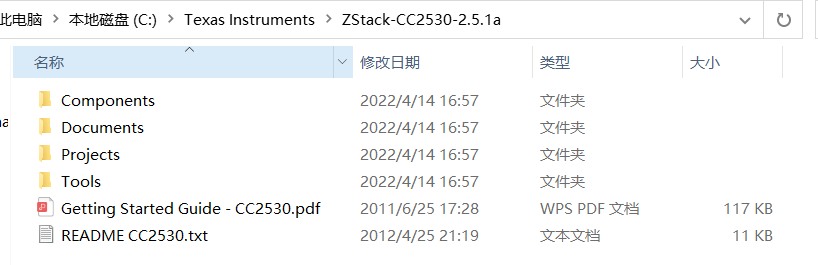 此电脑 > 本地磁盘 (C:) > Texas Instruments > ZStack-CC2530-2.5.1a
名称 修改日期 类型 大小
Components 2022/4/14 16:57 文件夹
Documents 2022/4/14 16:57 文件夹
Projects 2022/4/14 16:57 文件夹
Tools 2022/4/14 16:57 文件夹
Getting Started Guide - CC2530.pdf 2011/6/25 17:28 WPS PDF 文档 117 KB
README CC2530.txt 2012/4/25 21:19 文本文档 11 KB